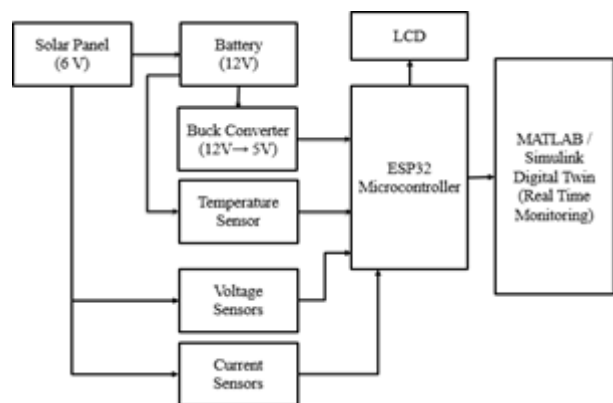 Solar Panel
(6 V)
Battery
(12V)
LCD
Buck Converter
(12V→ 5V)
ESP32
Microcontroller
MATLAB /
Simulink
Digital Twin
(Real Time
Monitoring)
Temperature
Sensor
Voltage
Sensors
Current
Sensors